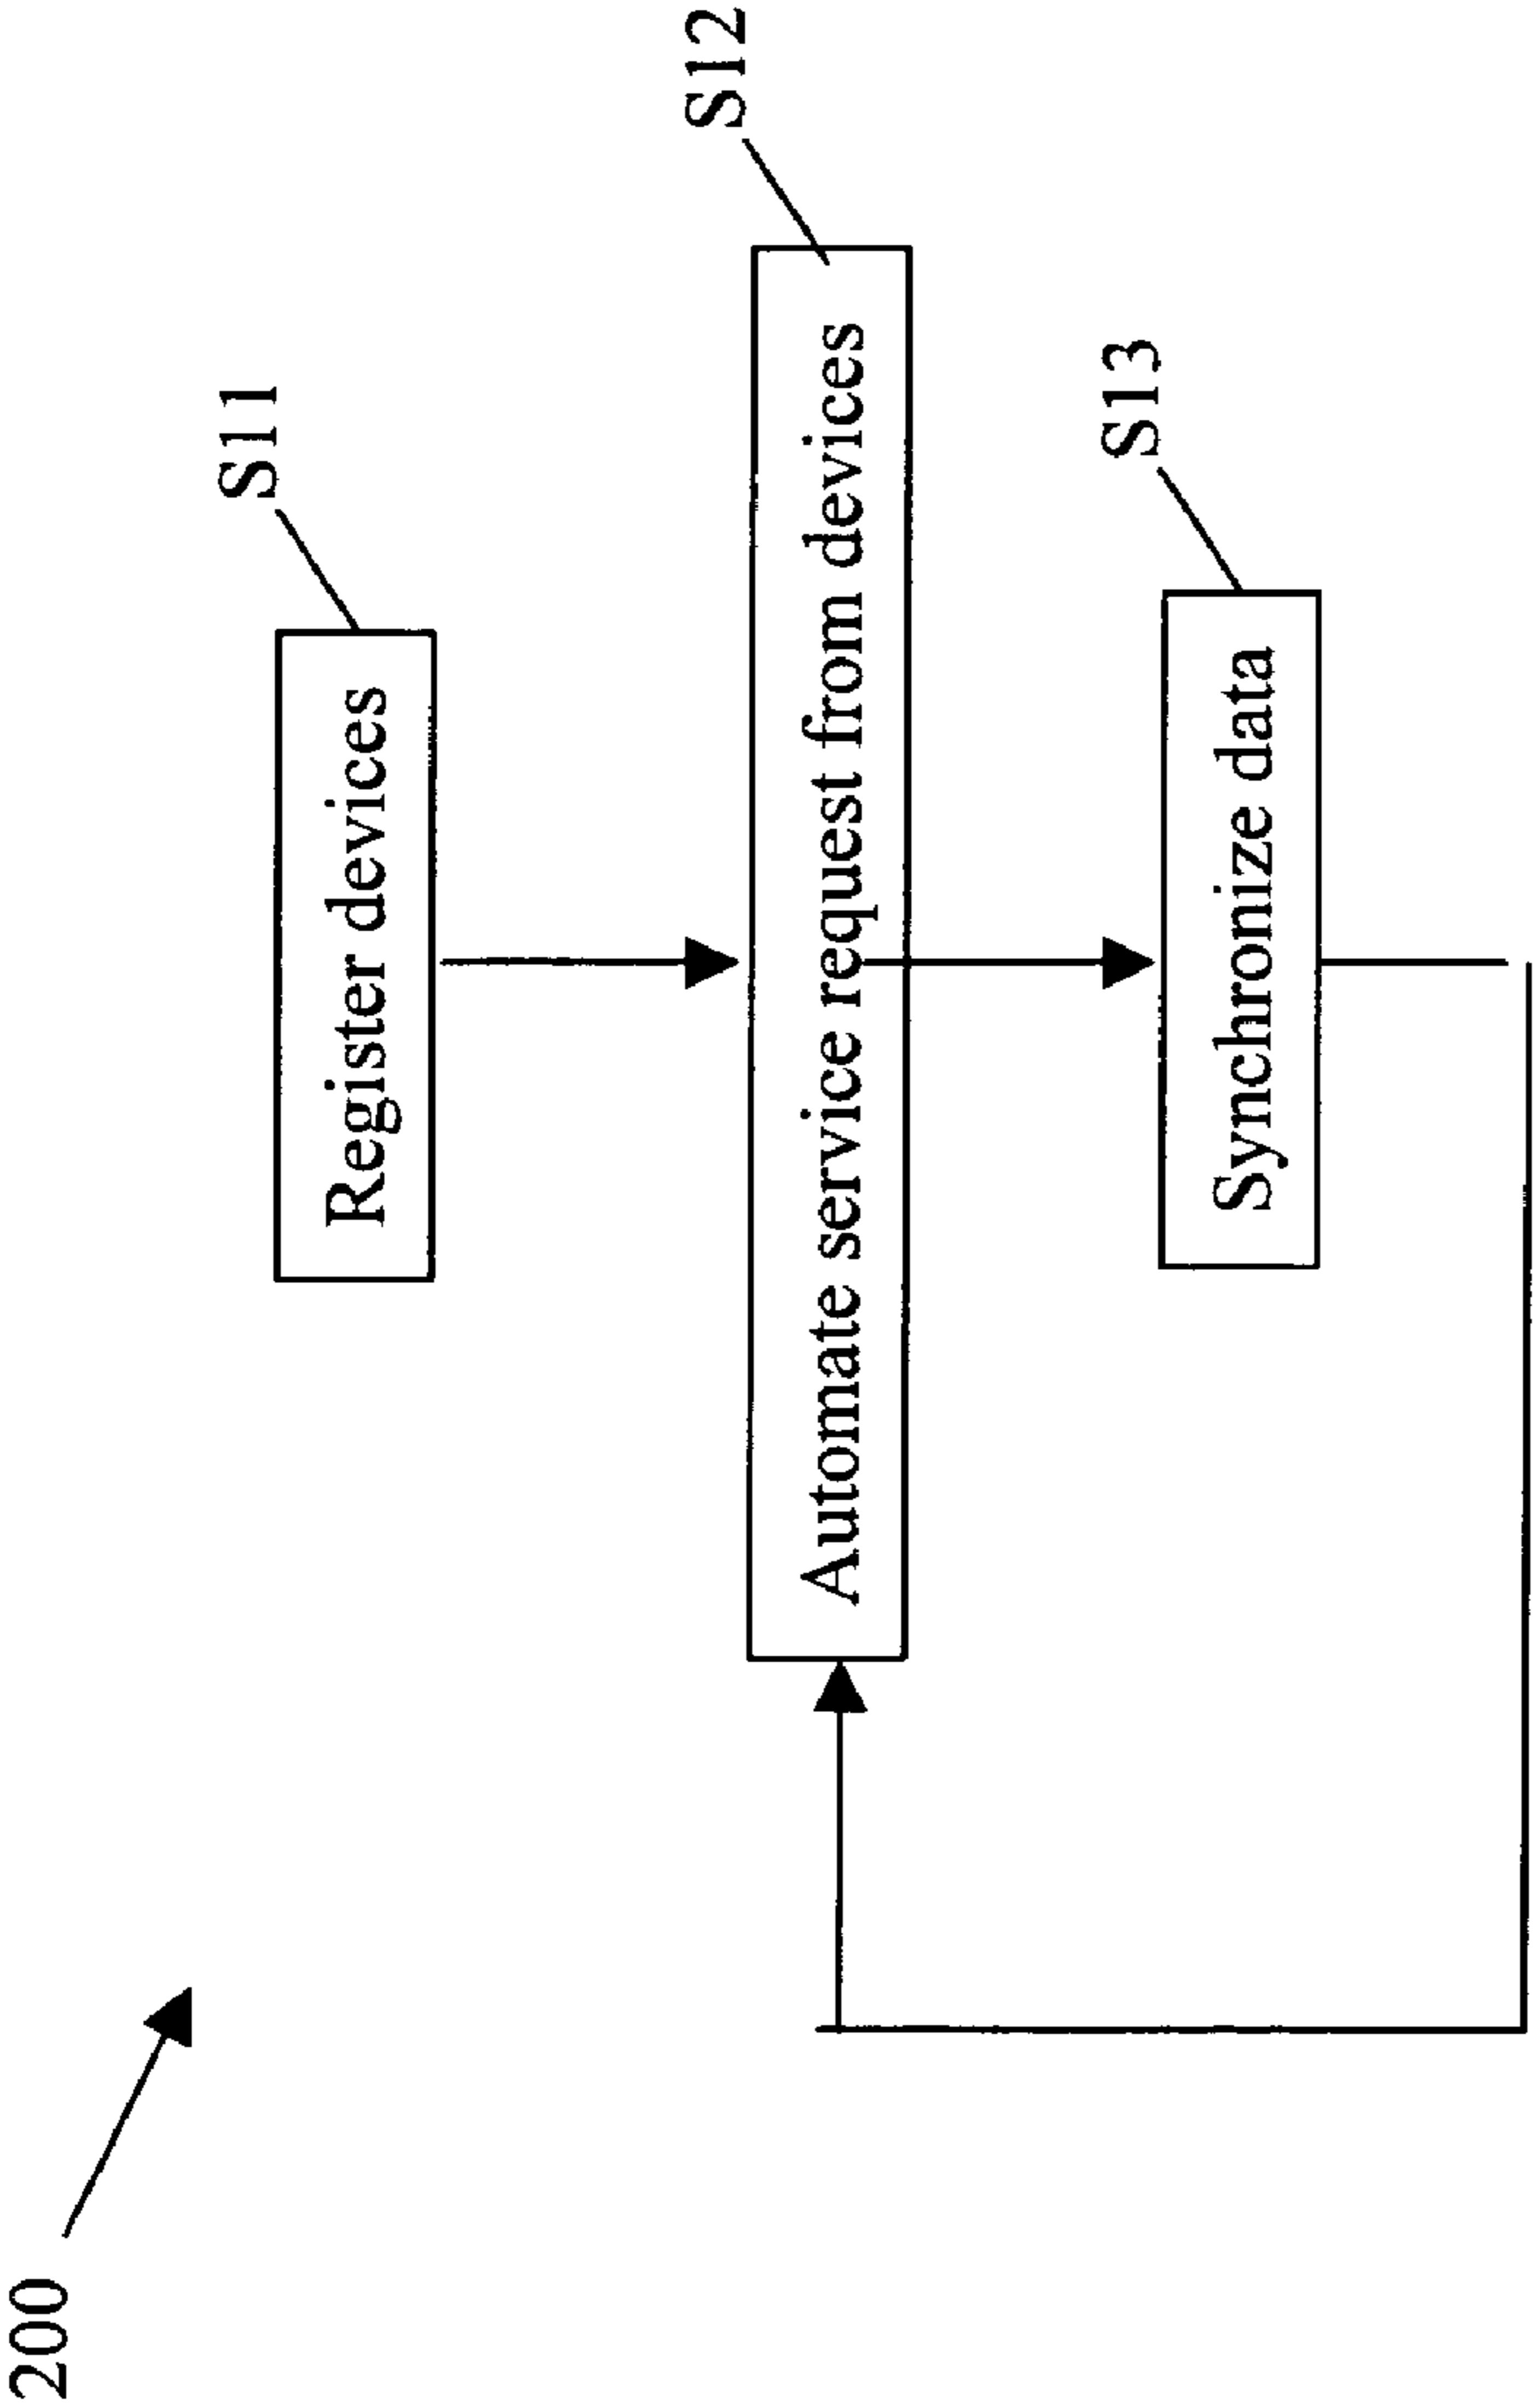 200
S11
Register devices
S12
Automate service request from devices
S13
Synchronize data